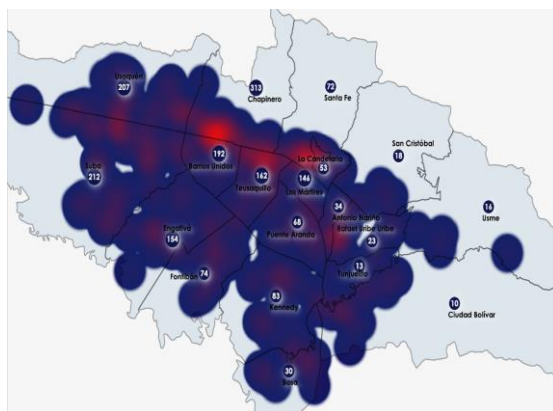 Usaquén
207
313
Chapinero
72
Santa Fe
192
Barrios Unidos
La Candelaria
53
San Cristóbal
18
Suba
212
162
Teusaquillo
146
Los Mártires
34
Antonio Nariño
Rafael Uribe Uribe
23
16
Usme
68
Puente Aranda
Engativá
154
74
Fontibón
13
Tunjuelito
83
Kennedy
10
Ciudad Bolívar
30
Bosa